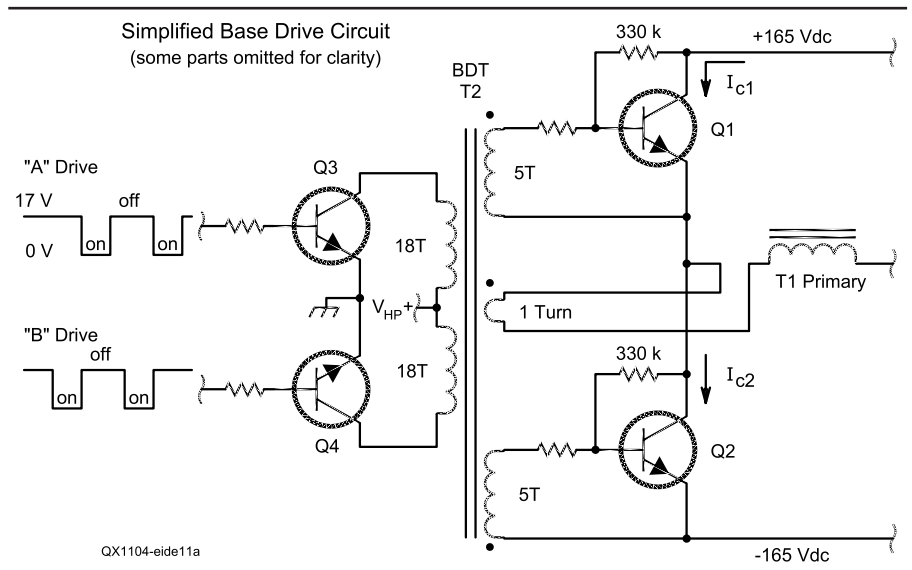 Simplified Base Drive Circuit
(some parts omitted for clarity)
330 k
+165 Vdc
BDT
T2
Ic1
Q1
"A" Drive
Q3
5T
17 V
off
on
on
0 V
18T
T1 Primary
VHP+
1 Turn
"B" Drive
off
330 k
18T
Ic2
on
on
Q4
Q2
5T
QX1104-eide11a
-165 Vdc